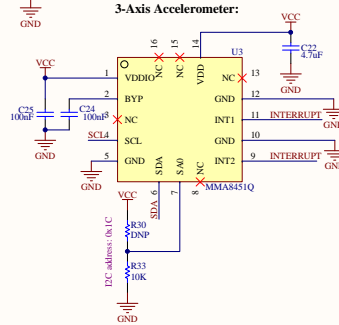 3-Axis Accelerometer:
GND
VCC
U3
C22
4.7uF
GND
16 NC
15 NC
14 VDD
VCC
1 VDDIO
NC 13
2 BYP
GND 12
GND
C25
100nF
C24
100nF
3 NC
INT1 11 INTERRUPT
SCL 4 SCL
GND 10
GND
5 GND
INT2 9 INTERRUPT
GND
GND
SDA 6
SA0 7
NC 8
MMA8451Q
SDA
VCC
R30
DNP
I2C address: 0x1C
R33
10K
GND